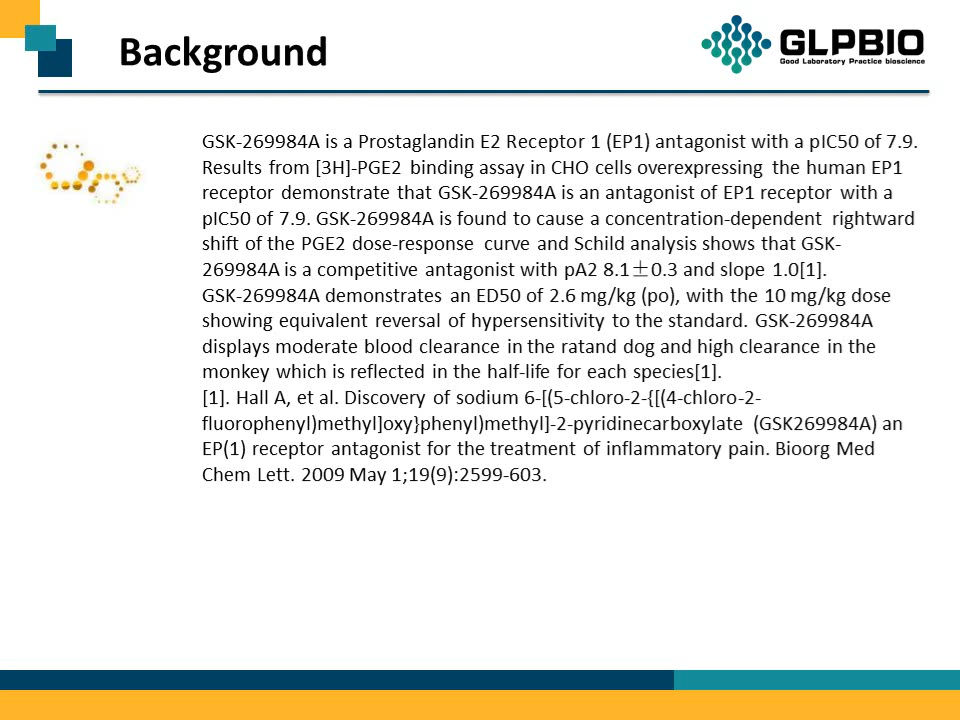 Background
GLPBIO
Good Laboratory Practice bioscience
GSK-269984A is a Prostaglandin E2 Receptor 1 (EP1) antagonist with a pIC50 of 7.9.
Results from [3H]-PGE2 binding assay in CHO cells overexpressing the human EP1
receptor demonstrate that GSK-269984A is an antagonist of EP1 receptor with a
pIC50 of 7.9. GSK-269984A is found to cause a concentration-dependent rightward
shift of the PGE2 dose-response curve and Schild analysis shows that GSK-
269984A is a competitive antagonist with pA2 8.1±0.3 and slope 1.0[1].
GSK-269984A demonstrates an ED50 of 2.6 mg/kg (po), with the 10 mg/kg dose
showing equivalent reversal of hypersensitivity to the standard. GSK-269984A
displays moderate blood clearance in the ratand dog and high clearance in the
monkey which is reflected in the half-life for each species[1].
[1]. Hall A, et al. Discovery of sodium 6-[(5-chloro-2-{[(4-chloro-2-
fluorophenyl)methyl]oxy}phenyl)methyl]-2-pyridinecarboxylate (GSK269984A) an
EP(1) receptor antagonist for the treatment of inflammatory pain. Bioorg Med
Chem Lett. 2009 May 1;19(9):2599-603.